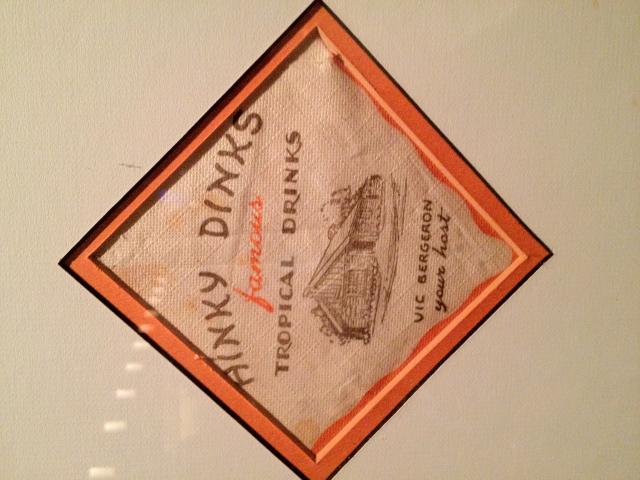 HINKY DINKS
famous
TROPICAL DRINKS
VIC BERGERON
your host